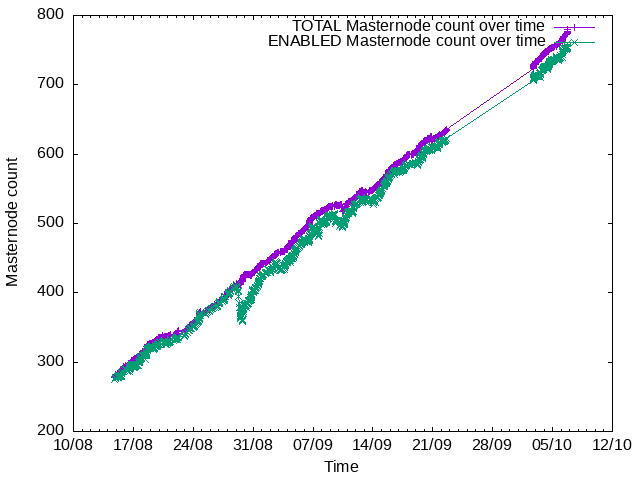 TOTAL Masternode count over time
ENABLED Masternode count over time
800
700
600
500
400
300
200
Masternode count
10/08 17/08 24/08 31/08 07/09 14/09 21/09 28/09 05/10 12/10
Time